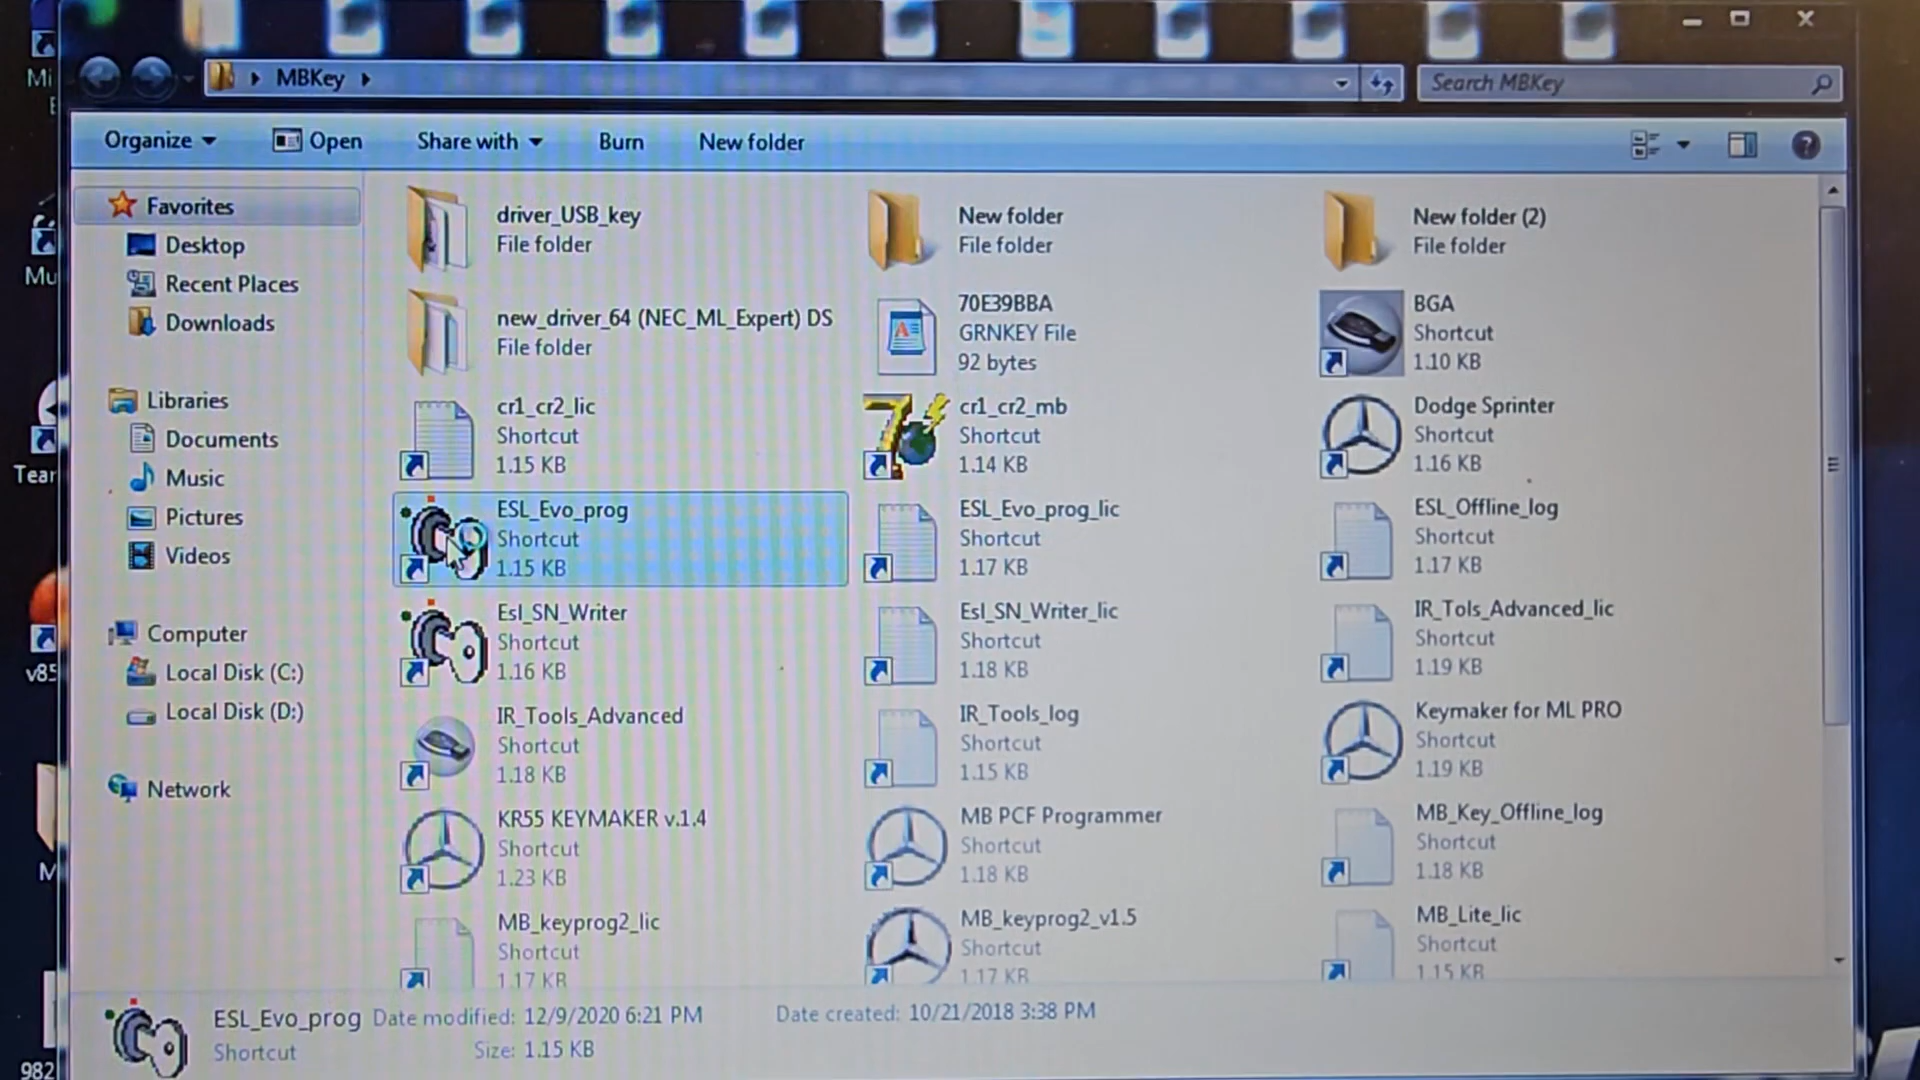 MBKey
Search MBKey
Organize
Open
Share with
Burn
New folder
Favorites
Desktop
Recent Places
Downloads
Libraries
Documents
Music
Pictures
Videos
Computer
Local Disk (C:)
Local Disk (D:)
Network
driver_USB_key
File folder
New folder
File folder
New folder (2)
File folder
new_driver_64 (NEC_ML_Expert) DS
File folder
70E39BBA
GRNKEY File
92 bytes
BGA
Shortcut
1.10 KB
cr1_cr2_lic
Shortcut
1.15 KB
cr1_cr2_mb
Shortcut
1.14 KB
Dodge Sprinter
Shortcut
1.16 KB
ESL_Evo_prog
Shortcut
1.15 KB
ESL_Evo_prog_lic
Shortcut
1.17 KB
ESL_Offline_log
Shortcut
1.17 KB
Esl_SN_Writer
Shortcut
1.16 KB
Esl_SN_Writer_lic
Shortcut
1.18 KB
IR_Tols_Advanced_lic
Shortcut
1.19 KB
IR_Tools_Advanced
Shortcut
1.18 KB
IR_Tools_log
Shortcut
1.15 KB
Keymaker for ML PRO
Shortcut
1.19 KB
KR55 KEYMAKER v.1.4
Shortcut
1.23 KB
MB PCF Programmer
Shortcut
1.18 KB
MB_Key_Offline_log
Shortcut
1.18 KB
MB_keyprog2_lic
Shortcut
1.17 KB
MB_keyprog2_v1.5
Shortcut
1.17 KB
MB_Lite_lic
Shortcut
1.15 KB
ESL_Evo_prog Date modified: 12/9/2020 6:21 PM Date created: 10/21/2018 3:38 PM
Shortcut Size: 1.15 KB
Mi
Mu
Tear
v85
M
982